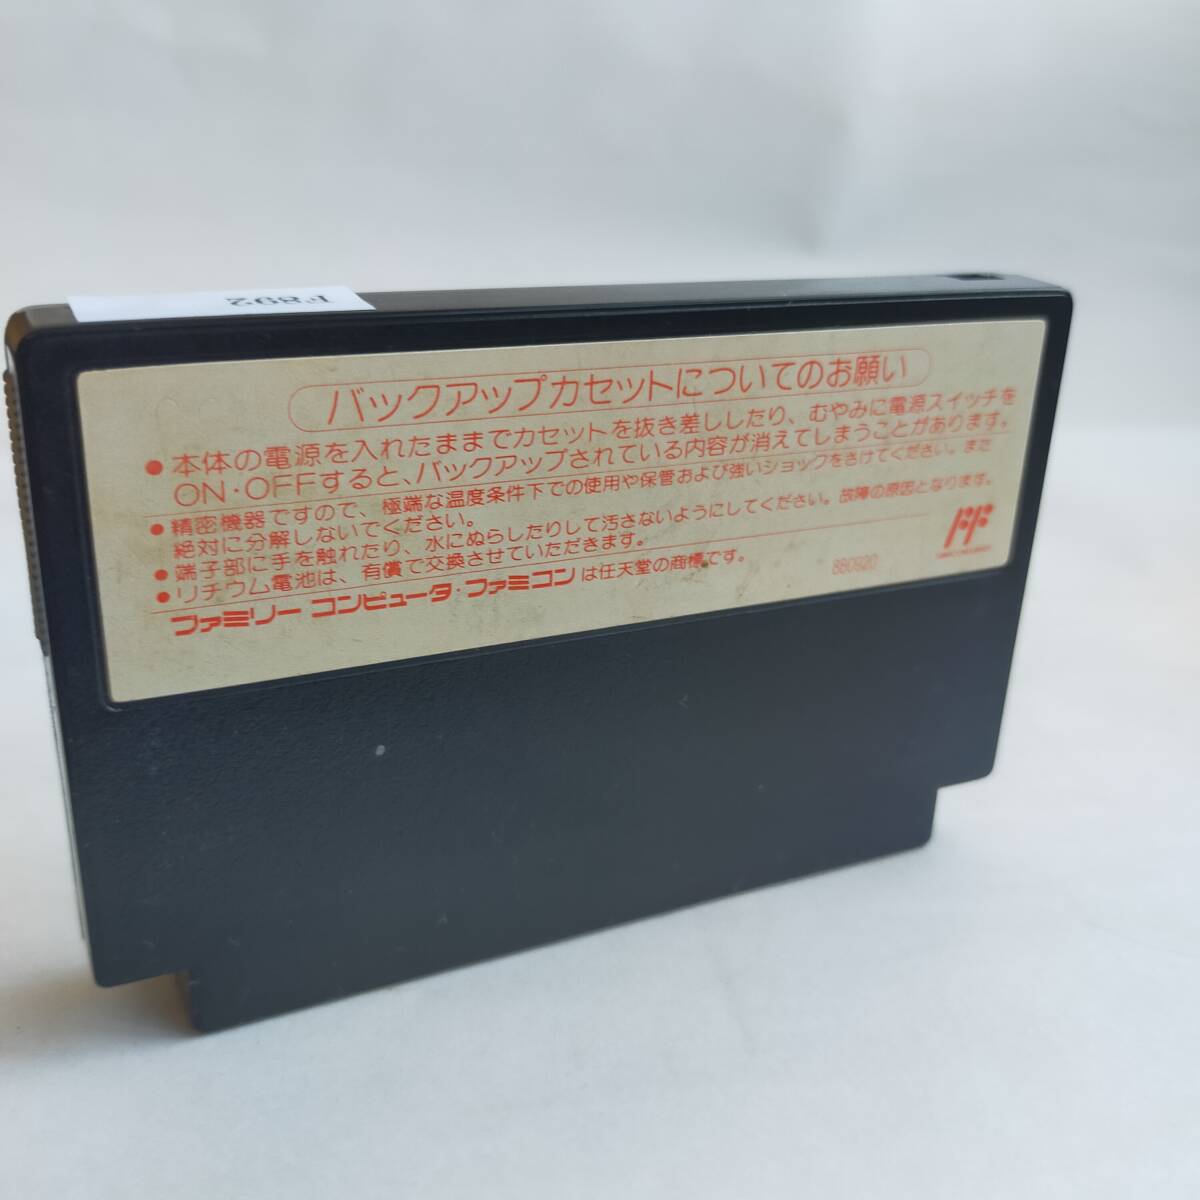 F892
バックアップカセットについてのお願い
●本体の電源を入れたままでカセットを抜き差ししたり、むやみに電源スイッチを
ON・OFFすると、バックアップされている内容が消えてしまうことがあります。
●精密機器ですので、極端な温度条件下での使用や保管および強いショックをさけてください。また
絶対に分解しないでください。
●端子部に手を触れたり、水にぬらしたりして汚さないようにしてください。故障の原因となります。
●リチウム電池は、有償で交換させていただきます。
ファミリー コンピュータ・ファミコンは任天堂の商標です。
880920